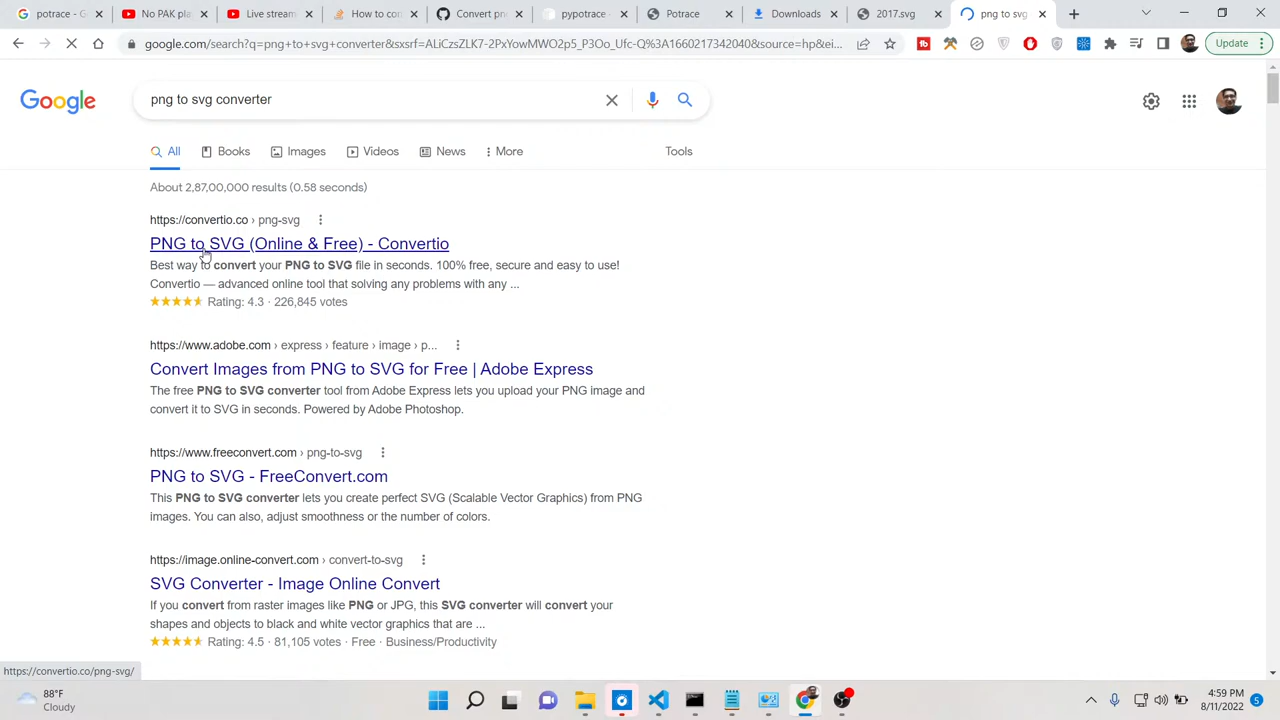 potrace - G
No PAK ple
Live stream
How to con
Convert pn
pypotrace -
Potrace
Downloads
2017.svg
png to svg
google.com/search?q=png+to+svg+converter&sxsrf=ALiCzsZLK7_2PxYowMWO2p5_P3Oo_Ufc-Q%3A1660217342040&source=hp&ei...
Update
Google
png to svg converter
All
Books
Images
Videos
News
More
Tools
About 2,87,00,000 results (0.58 seconds)
https://convertio.co › png-svg
PNG to SVG (Online & Free) - Convertio
Best way to convert your PNG to SVG file in seconds. 100% free, secure and easy to use!
Convertio — advanced online tool that solving any problems with any ...
Rating: 4.3 · 226,845 votes
https://www.adobe.com › express › feature › image › p...
Convert Images from PNG to SVG for Free | Adobe Express
The free PNG to SVG converter tool from Adobe Express lets you upload your PNG image and
convert it to SVG in seconds. Powered by Adobe Photoshop.
https://www.freeconvert.com › png-to-svg
PNG to SVG - FreeConvert.com
This PNG to SVG converter lets you create perfect SVG (Scalable Vector Graphics) from PNG
images. You can also, adjust smoothness or the number of colors.
https://image.online-convert.com › convert-to-svg
SVG Converter - Image Online Convert
If you convert from raster images like PNG or JPG, this SVG converter will convert your
shapes and objects to black and white vector graphics that are ...
Rating: 4.5 · 81,105 votes · Free · Business/Productivity
https://convertio.co/png-svg/
88°F
Cloudy
4:59 PM
8/11/2022
5